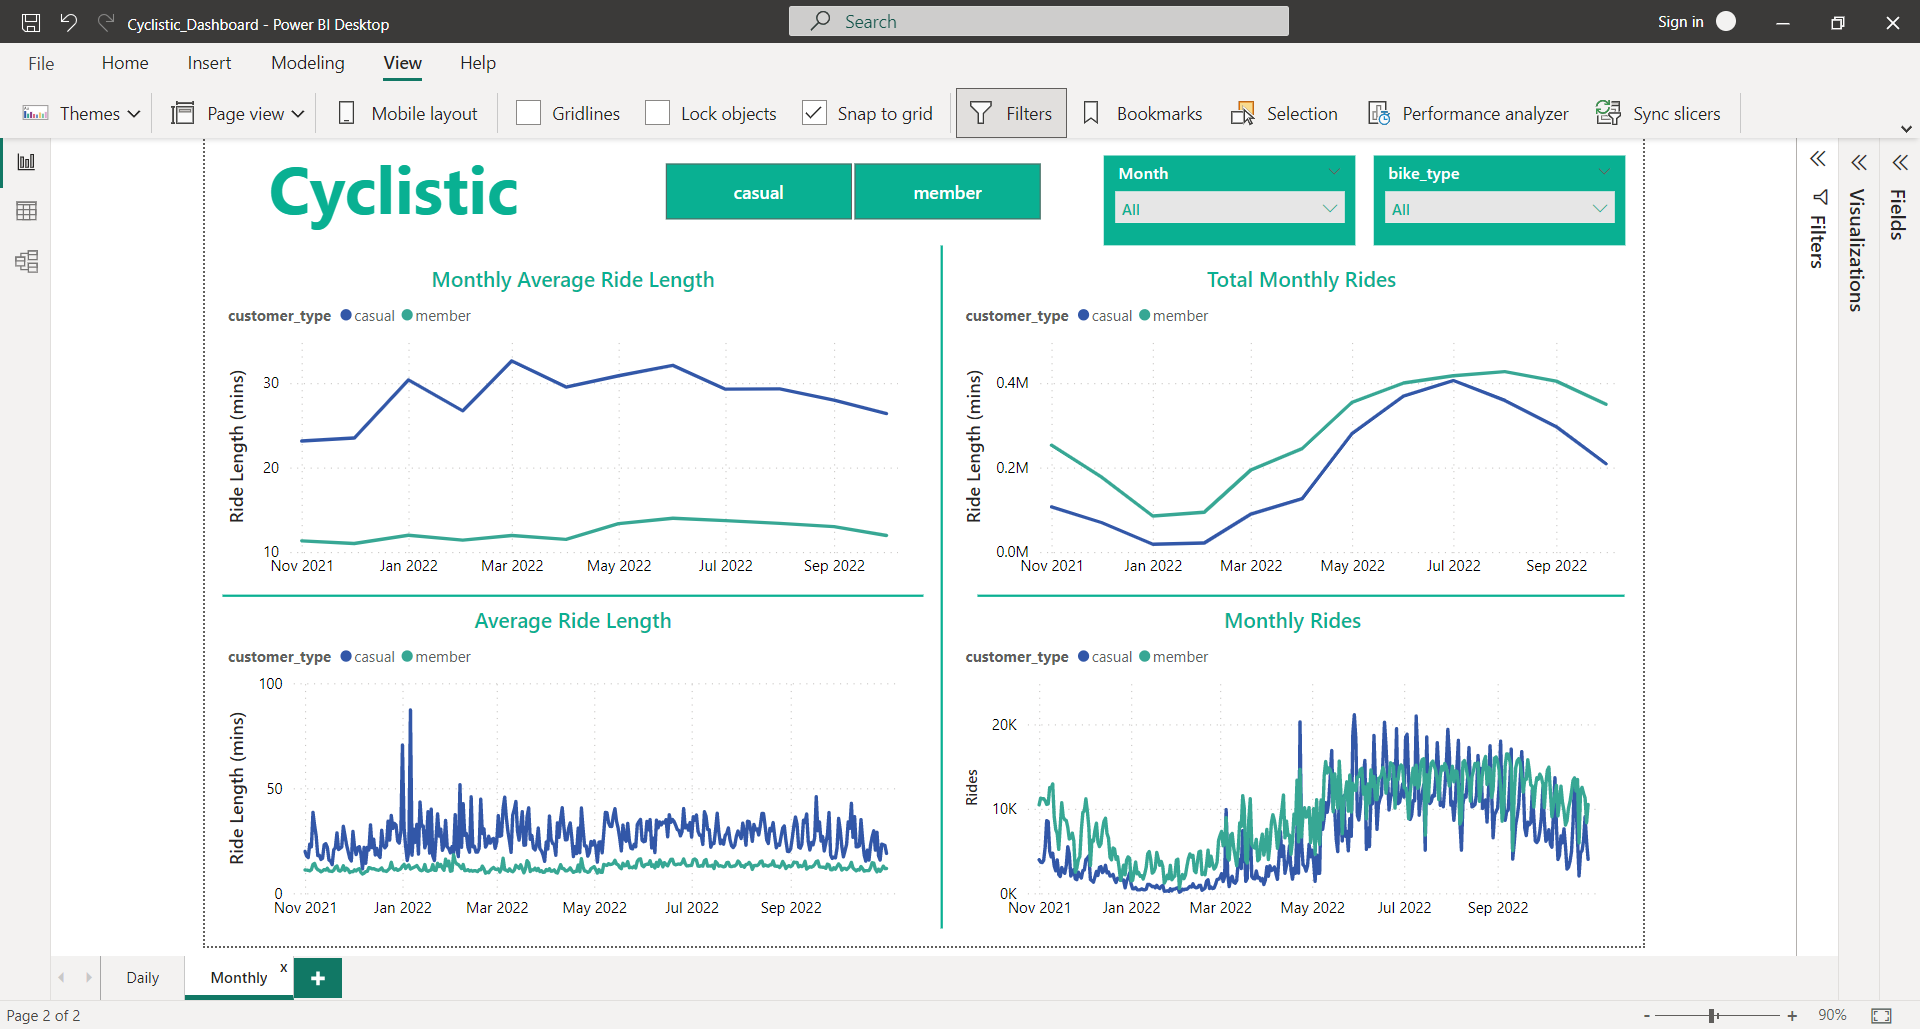 Cyclistic_Dashboard - Power BI Desktop
Search
Sign in
File Home Insert Modeling View Help
Themes Page view Mobile layout Gridlines Lock objects Snap to grid Filters Bookmarks Selection Performance analyzer Sync slicers
Cyclistic
casual member
Month
All
bike_type
All
Filters
Visualizations
Fields
Monthly Average Ride Length
customer_type casual member
Ride Length (mins)
30
20
10
Nov 2021 Jan 2022 Mar 2022 May 2022 Jul 2022 Sep 2022
Total Monthly Rides
customer_type casual member
Ride Length (mins)
0.4M
0.2M
0.0M
Nov 2021 Jan 2022 Mar 2022 May 2022 Jul 2022 Sep 2022
Average Ride Length
customer_type casual member
Ride Length (mins)
100
50
0
Nov 2021 Jan 2022 Mar 2022 May 2022 Jul 2022 Sep 2022
Monthly Rides
customer_type casual member
Rides
20K
10K
0K
Nov 2021 Jan 2022 Mar 2022 May 2022 Jul 2022 Sep 2022
Daily Monthly x +
Page 2 of 2
- + 90%